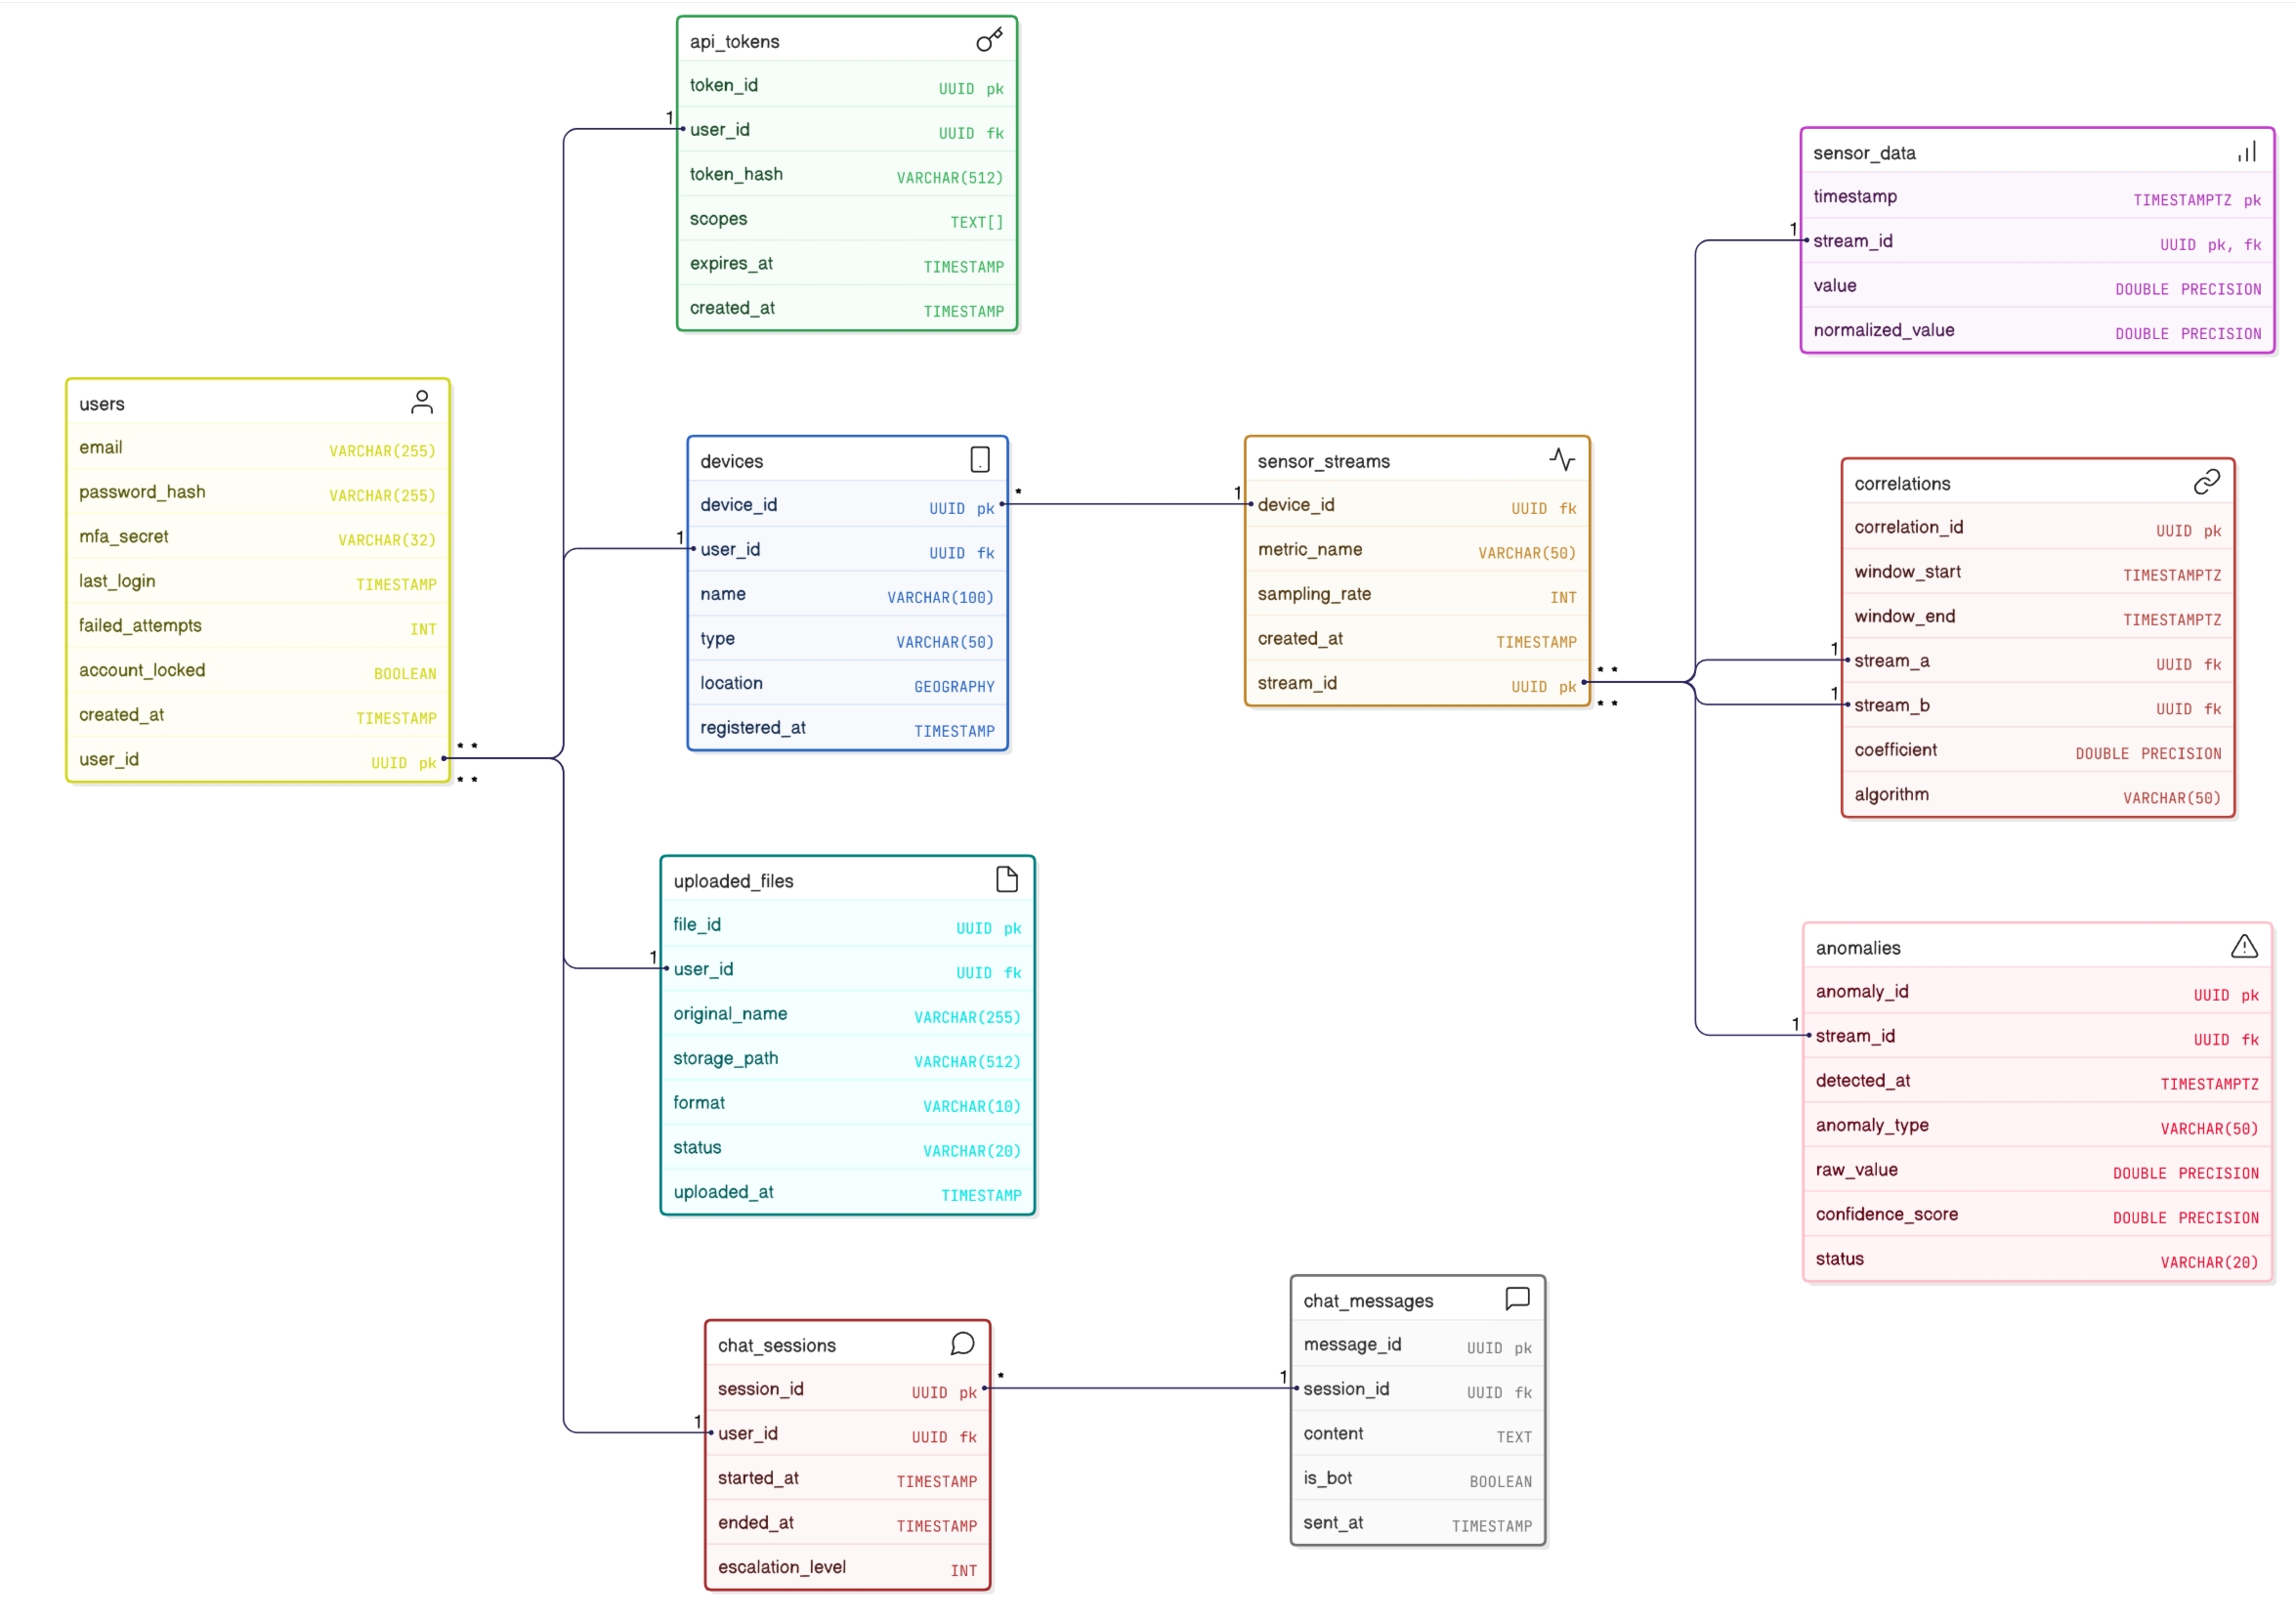 api_tokens
token_id UUID pk
1 user_id UUID fk
token_hash VARCHAR(512)
scopes TEXT[]
expires_at TIMESTAMP
created_at TIMESTAMP
users
email VARCHAR(255)
password_hash VARCHAR(255)
mfa_secret VARCHAR(32)
last_login TIMESTAMP
failed_attempts INT
account_locked BOOLEAN
created_at TIMESTAMP
* *
user_id UUID pk
* *
devices
device_id UUID pk *
1 user_id UUID fk
name VARCHAR(100)
type VARCHAR(50)
location GEOGRAPHY
registered_at TIMESTAMP
uploaded_files
file_id UUID pk
1 user_id UUID fk
original_name VARCHAR(255)
storage_path VARCHAR(512)
format VARCHAR(10)
status VARCHAR(20)
uploaded_at TIMESTAMP
chat_sessions
session_id UUID pk *
1 user_id UUID fk
started_at TIMESTAMP
ended_at TIMESTAMP
escalation_level INT
sensor_streams
1 device_id UUID fk
metric_name VARCHAR(50)
sampling_rate INT
created_at TIMESTAMP
* *
stream_id UUID pk
* *
chat_messages
message_id UUID pk
1 session_id UUID fk
content TEXT
is_bot BOOLEAN
sent_at TIMESTAMP
sensor_data
timestamp TIMESTAMPTZ pk
1 stream_id UUID pk, fk
value DOUBLE PRECISION
normalized_value DOUBLE PRECISION
correlations
correlation_id UUID pk
window_start TIMESTAMPTZ
window_end TIMESTAMPTZ
1 stream_a UUID fk
1 stream_b UUID fk
coefficient DOUBLE PRECISION
algorithm VARCHAR(50)
anomalies
anomaly_id UUID pk
1 stream_id UUID fk
detected_at TIMESTAMPTZ
anomaly_type VARCHAR(50)
raw_value DOUBLE PRECISION
confidence_score DOUBLE PRECISION
status VARCHAR(20)